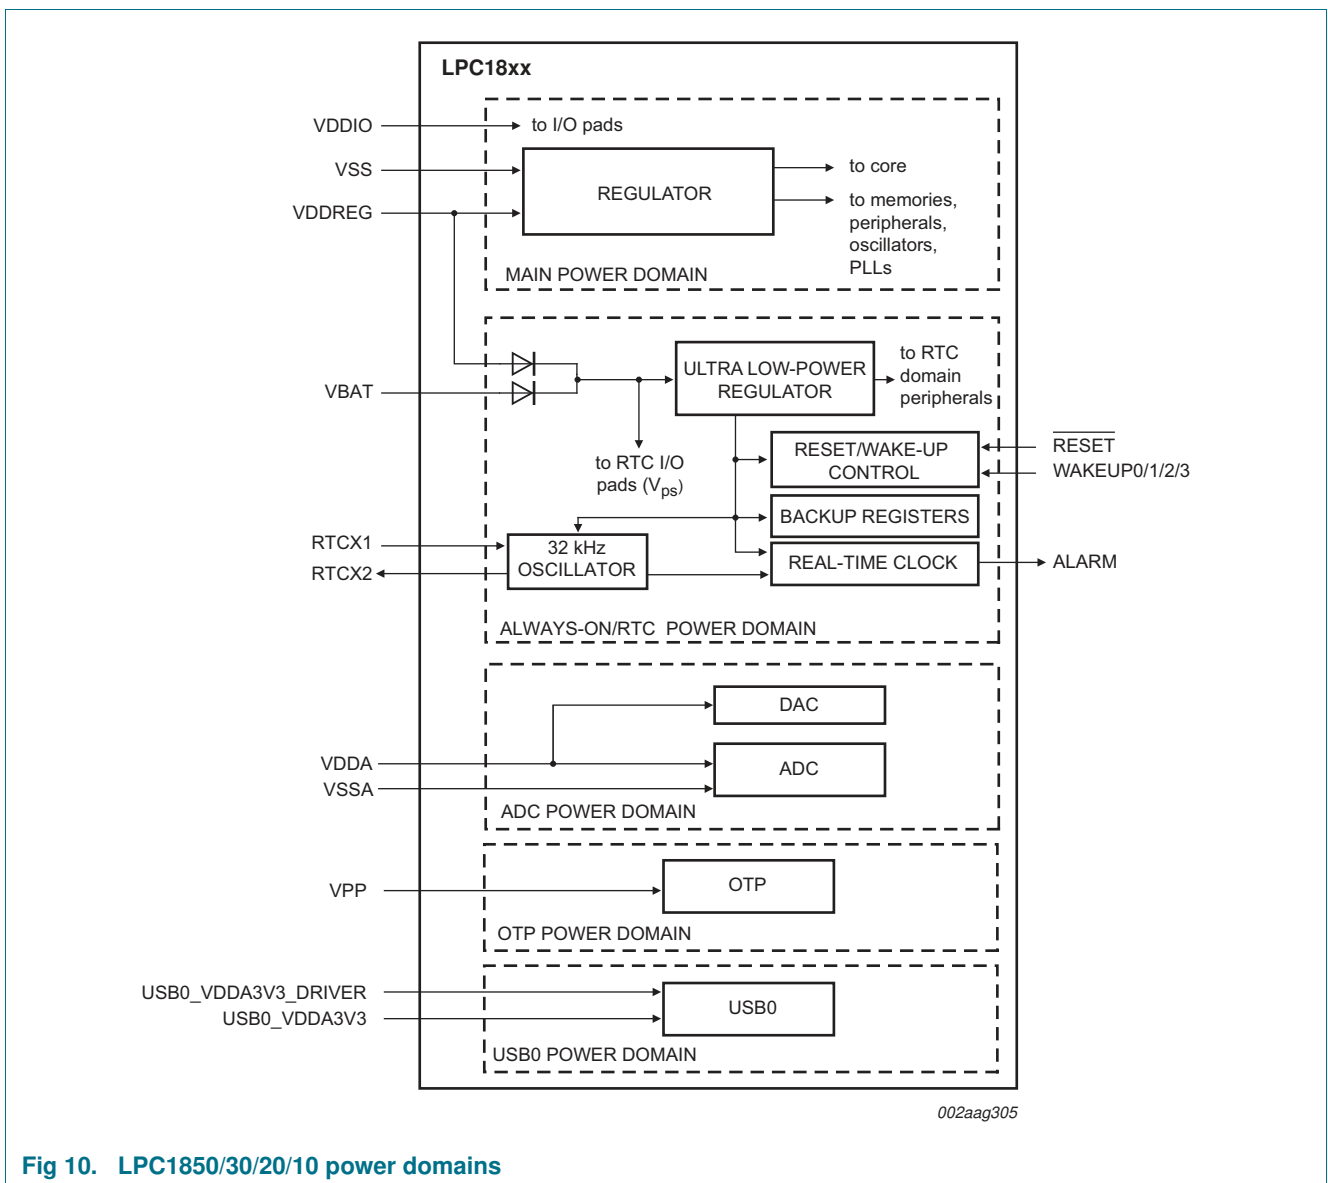 LPC18xx
VDDIO
to I/O pads
VSS
VDDREG
REGULATOR
to core
to memories,
peripherals,
oscillators,
PLLs
MAIN POWER DOMAIN
VBAT
ULTRA LOW-POWER
REGULATOR
to RTC
domain
peripherals
to RTC I/O
pads (Vps)
RESET/WAKE-UP
CONTROL
RESET
WAKEUP0/1/2/3
BACKUP REGISTERS
RTCX1
RTCX2
32 kHz
OSCILLATOR
REAL-TIME CLOCK
ALARM
ALWAYS-ON/RTC POWER DOMAIN
DAC
VDDA
VSSA
ADC
ADC POWER DOMAIN
VPP
OTP
OTP POWER DOMAIN
USB0_VDDA3V3_DRIVER
USB0_VDDA3V3
USB0
USB0 POWER DOMAIN
002aag305
Fig 10. LPC1850/30/20/10 power domains